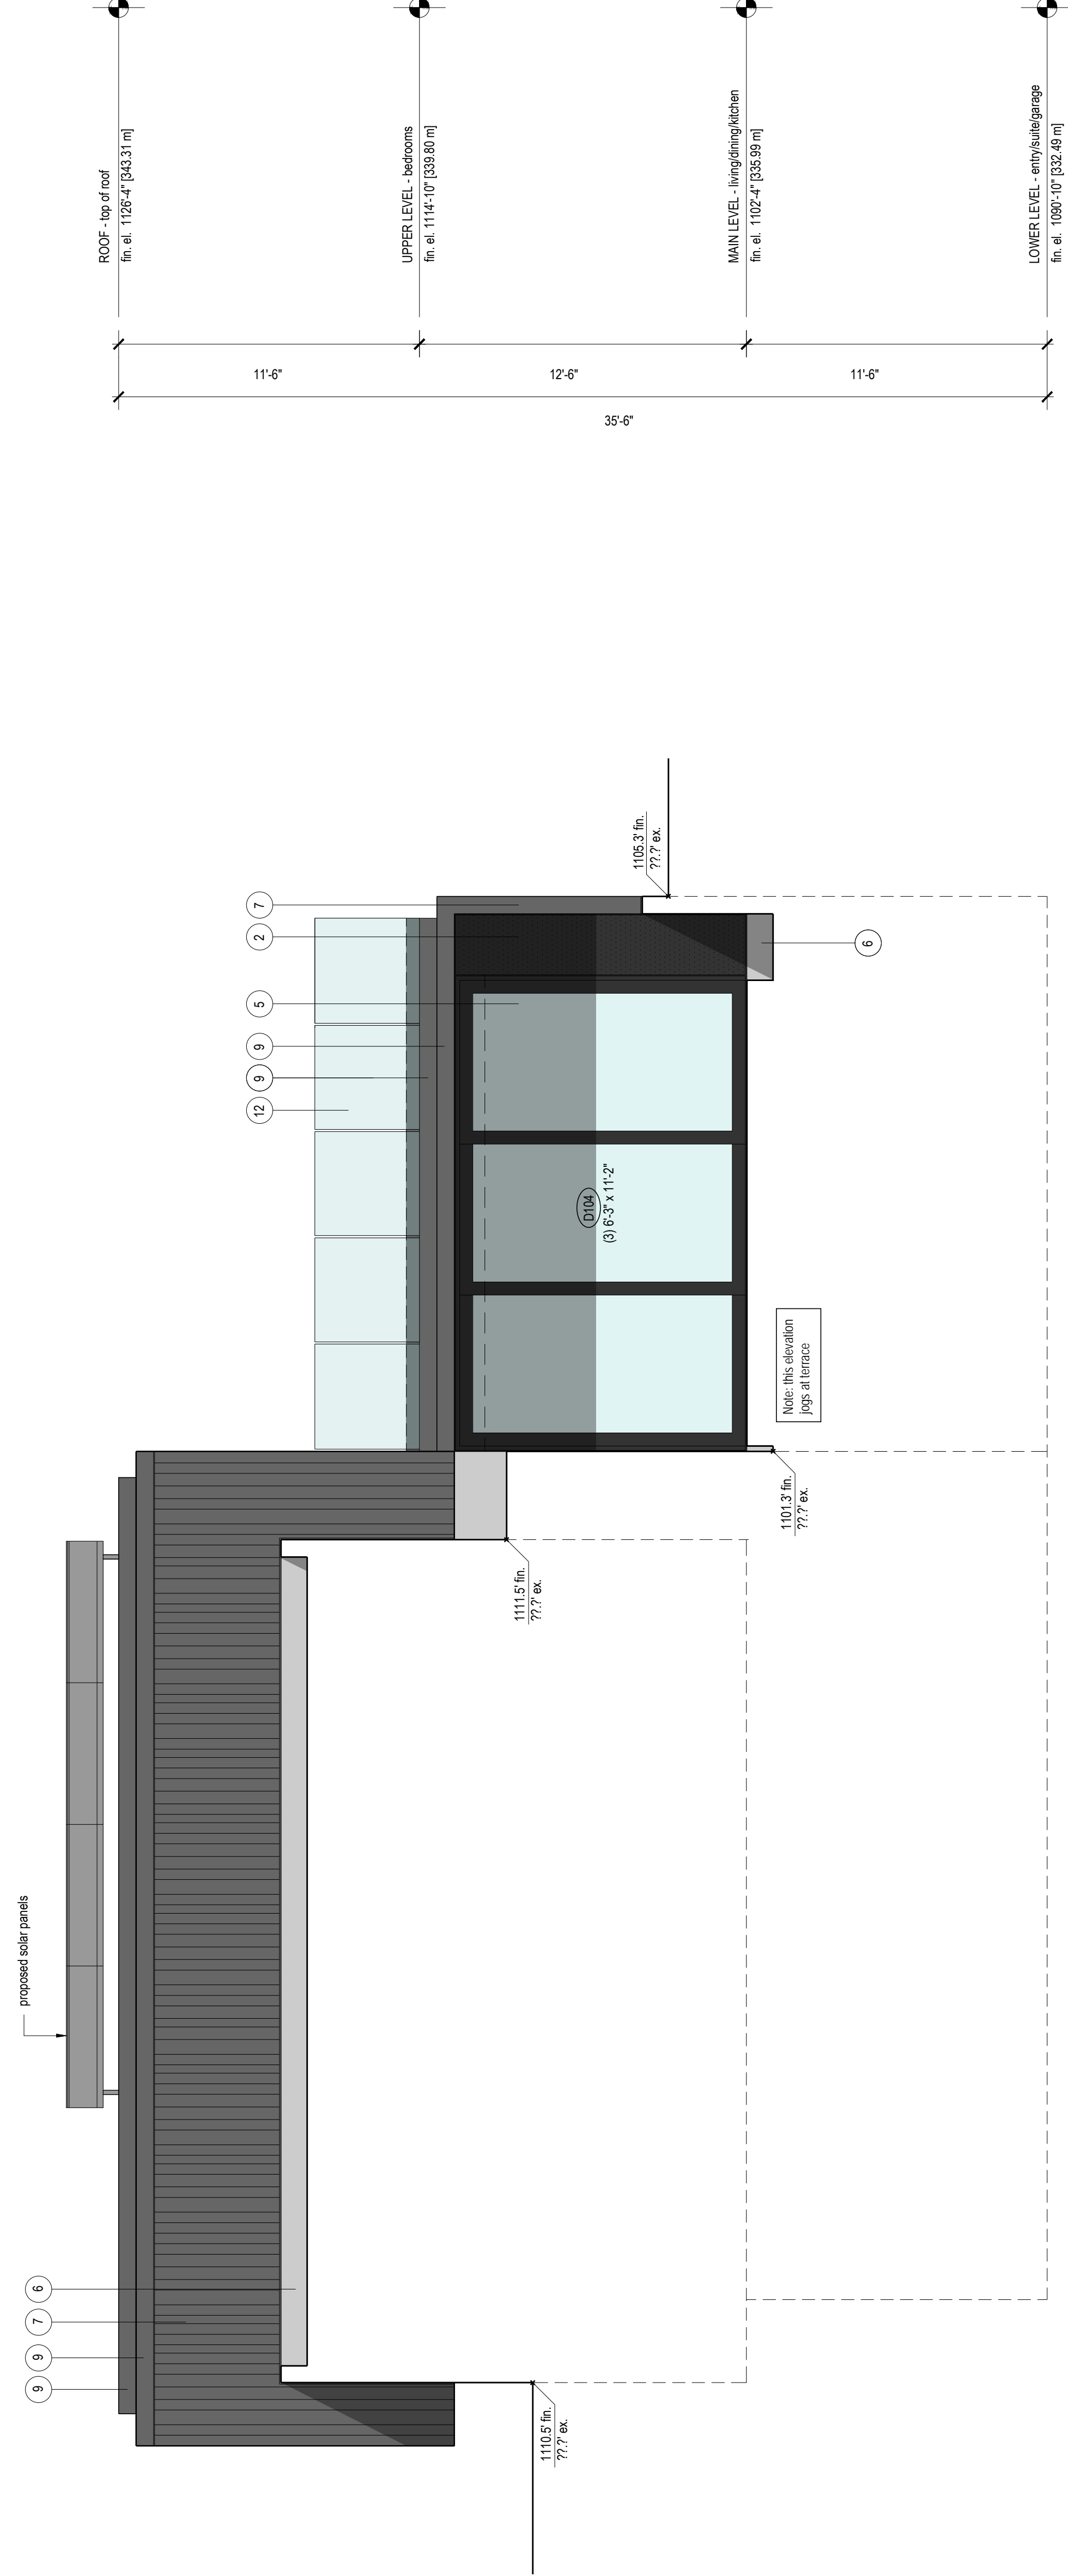 proposed solar panels
9
9
7
6
12
9
9
5
2
7
6
D104
(3) 6'-3" x 11'-2"
Note: this elevation
jogs at terrace
1110.5' fin.
??.?' ex.
1111.5' fin.
??.?' ex.
1101.3' fin.
??.?' ex.
1105.3' fin.
??.?' ex.
11'-6"
12'-6"
11'-6"
35'-6"
ROOF - top of roof
fin. el. 1126'-4" [343.31 m]
UPPER LEVEL - bedrooms
fin. el. 1114'-10" [339.80 m]
MAIN LEVEL - living/dining/kitchen
fin. el. 1102'-4" [335.99 m]
LOWER LEVEL - entry/suite/garage
fin. el. 1090'-10" [332.49 m]